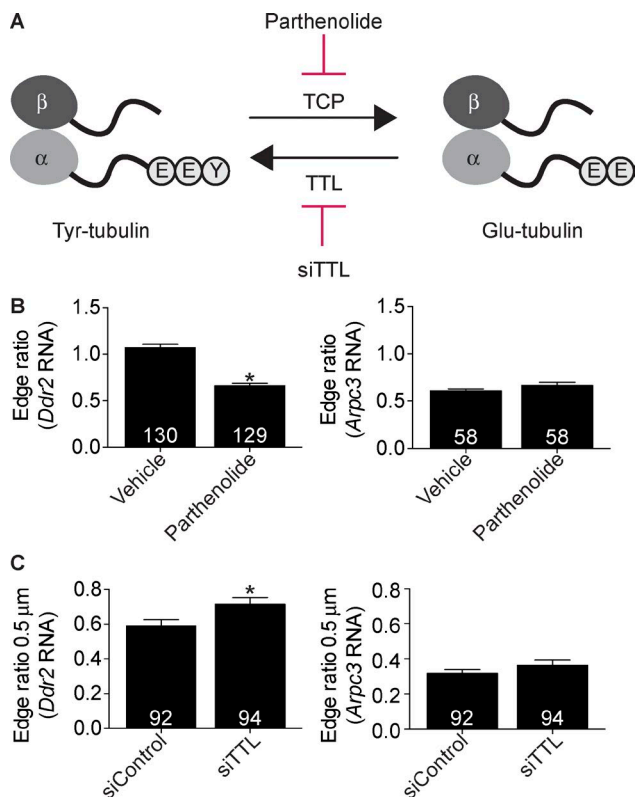 A
Parthenolide
β
β
TCP
α
E E Y
α
E E
TTL
Tyr-tubulin
Glu-tubulin
siTTL
B
Edge ratio
(Ddr2 RNA)
1.5
1.0
0.5
0.0
*
130
129
Vehicle
Parthenolide
Edge ratio
(Arpc3 RNA)
1.5
1.0
0.5
0.0
58
58
Vehicle
Parthenolide
C
Edge ratio 0.5 μm
(Ddr2 RNA)
0.8
0.6
0.4
0.2
0.0
*
92
94
siControl
siTTL
Edge ratio 0.5 μm
(Arpc3 RNA)
0.8
0.6
0.4
0.2
0.0
92
94
siControl
siTTL